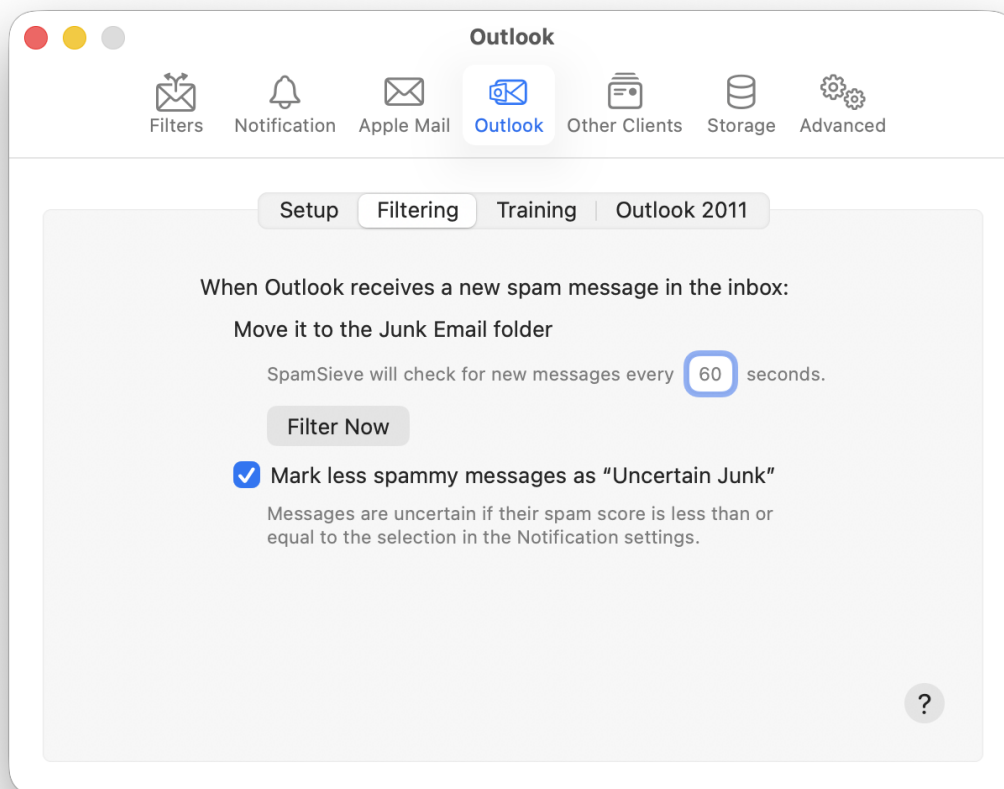 Outlook
Filters Notification Apple Mail Outlook Other Clients Storage Advanced
Setup Filtering Training Outlook 2011
When Outlook receives a new spam message in the inbox:
Move it to the Junk Email folder
SpamSieve will check for new messages every 60 seconds.
Filter Now
Mark less spammy messages as “Uncertain Junk”
Messages are uncertain if their spam score is less than or
equal to the selection in the Notification settings.
?